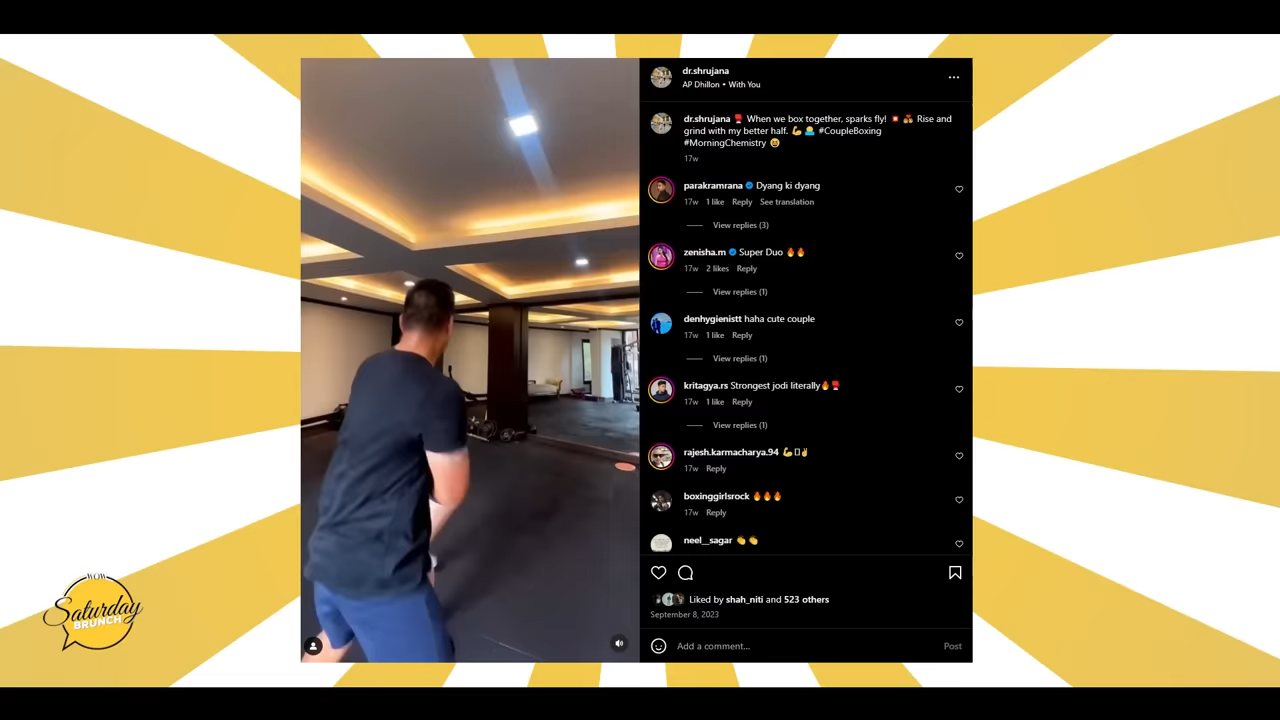 dr.shrujana
AP Dhillon • With You
dr.shrujana 🥊 When we box together, sparks fly! 💥 💑 Rise and
grind with my better half. 💪 #CoupleBoxing
#MorningChemistry 😆
17w
parakramrana Dyang ki dyang
17w 1 like Reply See translation
View replies (3)
zenisha.m Super Duo 🔥🔥
17w 2 likes Reply
View replies (1)
denhygienistt haha cute couple
17w 1 like Reply
View replies (1)
kritagya.rs Strongest jodi literally🔥🥊
17w 1 like Reply
View replies (1)
rajesh.karmacharya.94 💪✌
17w Reply
boxinggirlsrock 🔥🔥🔥
17w Reply
neel__sagar 👏👏
Liked by shah_niti and 523 others
September 8, 2023
Add a comment... Post
WOW
Saturday
BRUNCH